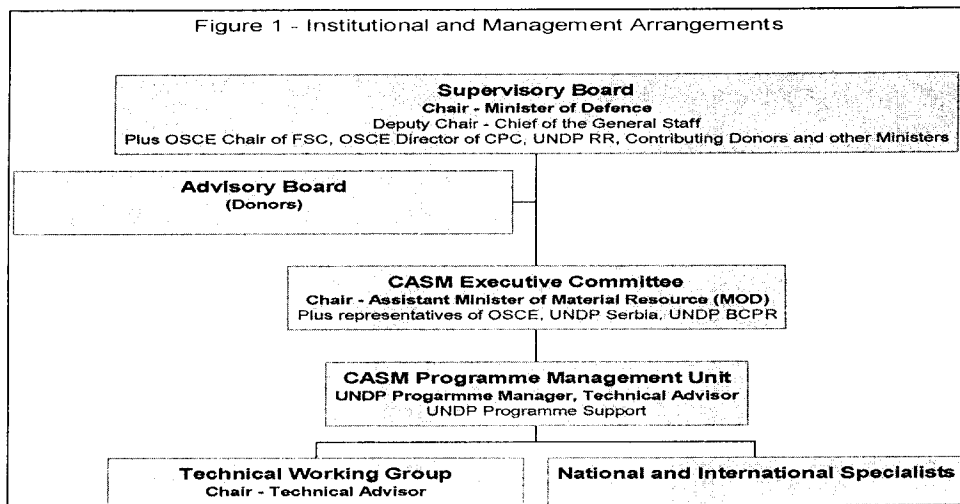 Figure 1 - Institutional and Management Arrangements
Supervisory Board
Chair - Minister of Defence
Deputy Chair - Chief of the General Staff
Plus OSCE Chair of FSC, OSCE Director of CPC, UNDP RR, Contributing Donors and other Ministers
Advisory Board
(Donors)
CASM Executive Committee
Chair - Assistant Minister of Material Resource (MOD)
Plus representatives of OSCE, UNDP Serbia, UNDP BCPR
CASM Programme Management Unit
UNDP Progarmme Manager, Technical Advisor
UNDP Programme Support
Technical Working Group
Chair - Technical Advisor
National and International Specialists